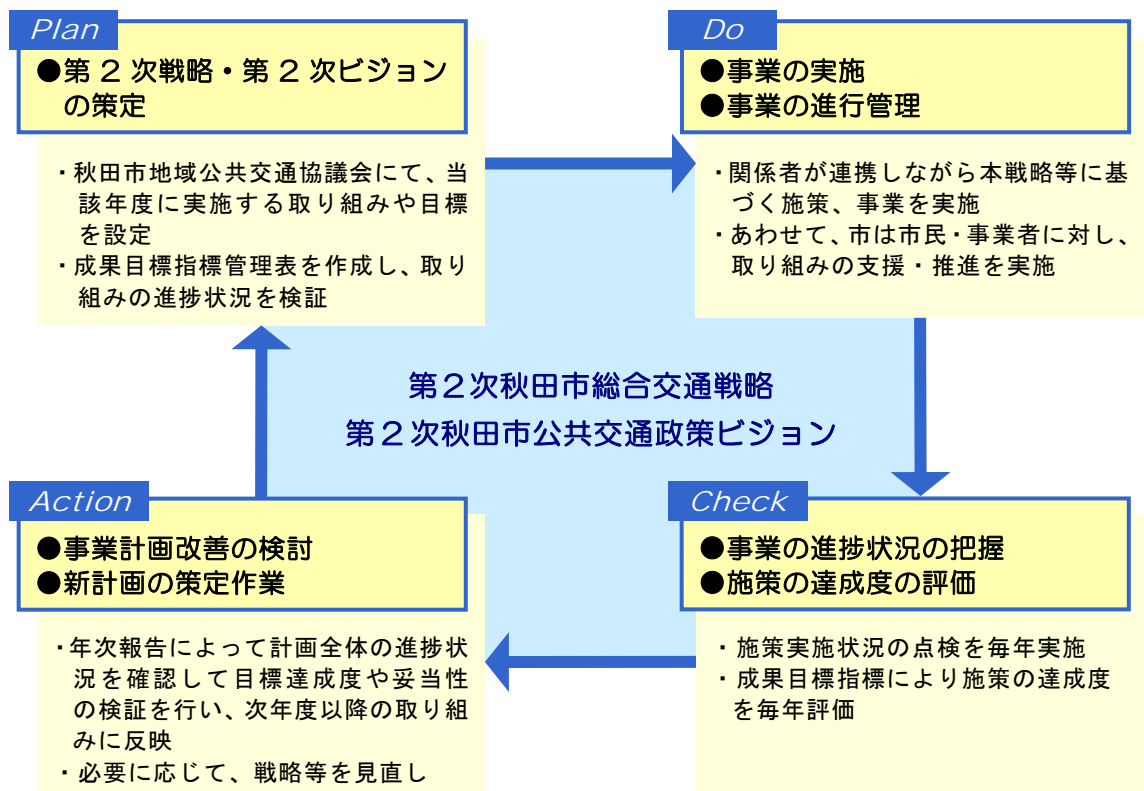 Plan
●第2次戦略・第2次ビジョン
の策定
・秋田市地域公共交通協議会にて、当
該年度に実施する取り組みや目標
を設定
・成果目標指標管理表を作成し、取り
組みの進捗状況を検証
Do
●事業の実施
●事業の進行管理
・関係者が連携しながら本戦略等に基
づく施策、事業を実施
・あわせて、市は市民・事業者に対し、
取り組みの支援・推進を実施
第2次秋田市総合交通戦略
第2次秋田市公共交通政策ビジョン
Action
●事業計画改善の検討
●新計画の策定作業
・年次報告によって計画全体の進捗状
況を確認して目標達成度や妥当性
の検証を行い、次年度以降の取り組
みに反映
・必要に応じて、戦略等を見直し
Check
●事業の進捗状況の把握
●施策の達成度の評価
・施策実施状況の点検を毎年実施
・成果目標指標により施策の達成度
を毎年評価